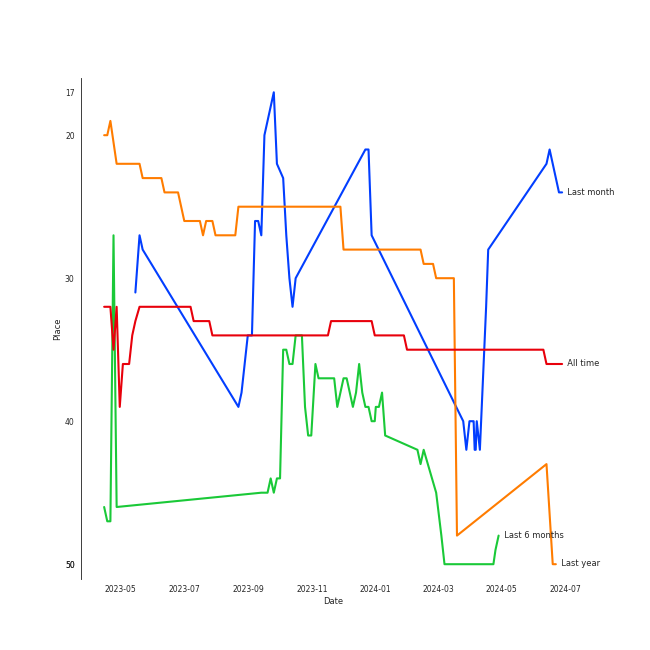 17
20
30
40
50
Place
Last month
All time
Last 6 months
Last year
2023-05 2023-07 2023-09 2023-11 2024-01 2024-03 2024-05 2024-07
Date